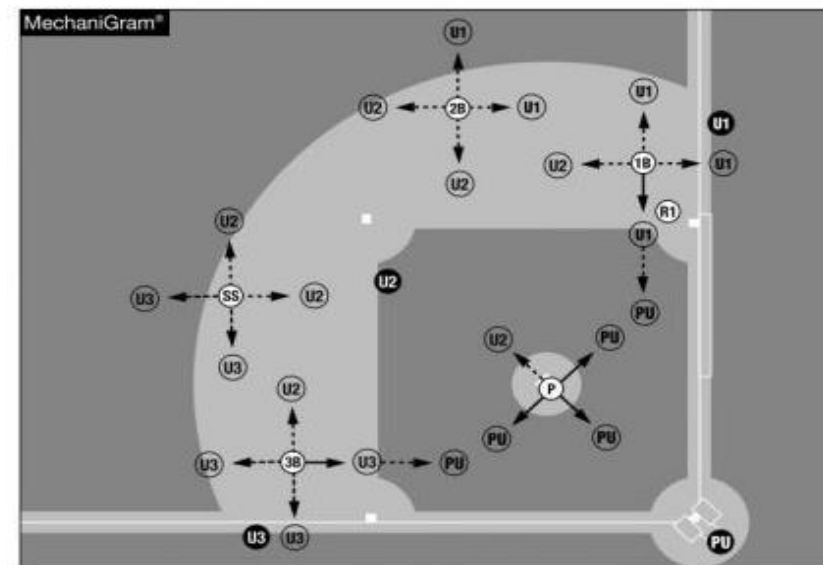 MechaniGram®
U1
U2 2B U1
U1
U1
U2 1B U1
U2
R1
U2
U1
U2
U3 SS U2
PU
U2 PU
U3
U2
P
PU PU
U3 3B U3 PU
U3 U3
PU